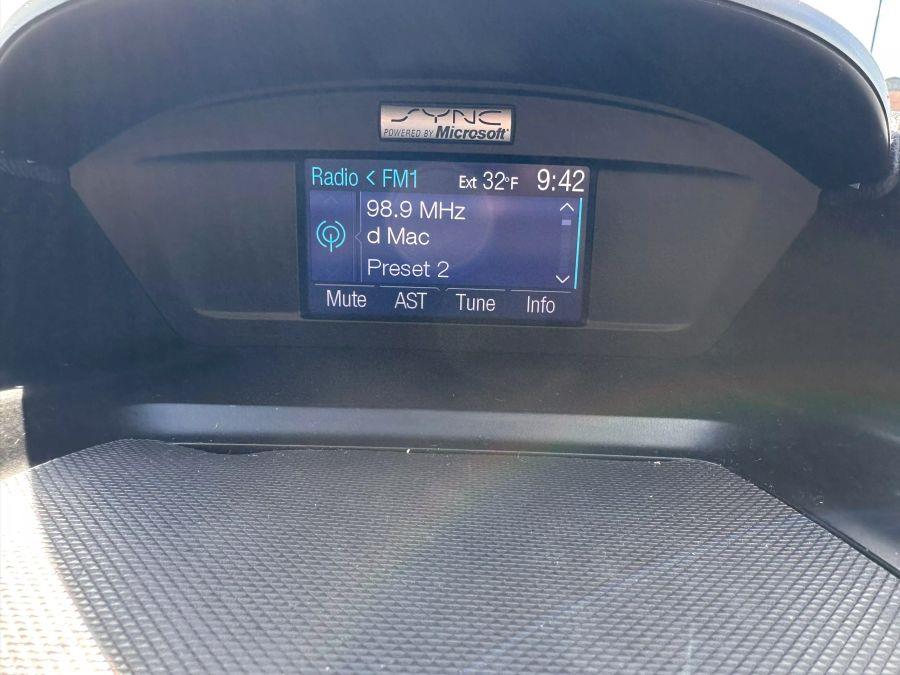 SYNC
POWERED BY Microsoft
Radio < FM1 Ext 32°F 9:42
98.9 MHz
d Mac
Preset 2
Mute AST Tune Info